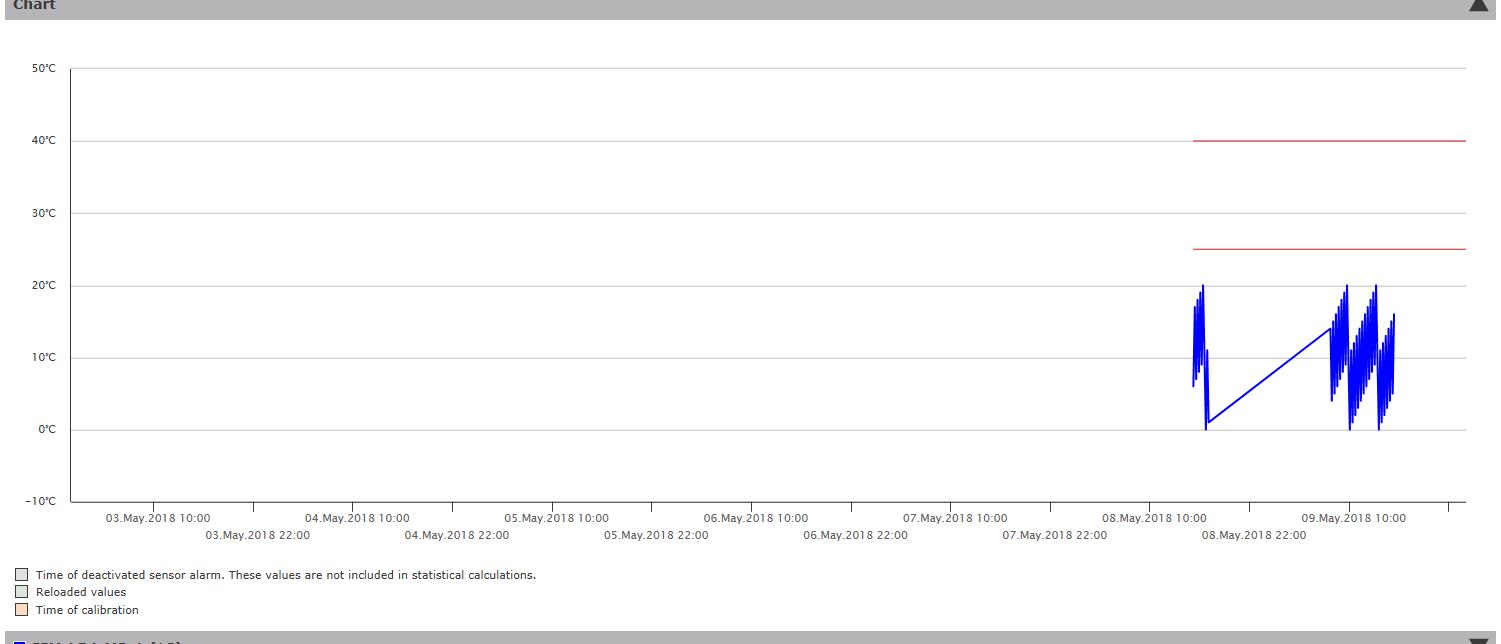 Chart
50°C
40°C
30°C
20°C
10°C
0°C
-10°C
03.May.2018 10:00
04.May.2018 10:00
05.May.2018 10:00
06.May.2018 10:00
07.May.2018 10:00
08.May.2018 10:00
09.May.2018 10:00
03.May.2018 22:00
04.May.2018 22:00
05.May.2018 22:00
06.May.2018 22:00
07.May.2018 22:00
08.May.2018 22:00
Time of deactivated sensor alarm. These values are not included in statistical calculations.
Reloaded values
Time of calibration